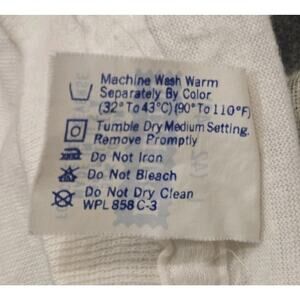 Machine Wash Warm
Separately By Color
(32° To 43°C) (90° To 110°F)
Tumble Dry Medium Setting.
Remove Promptly
Do Not Iron
Do Not Bleach
Do Not Dry Clean
WPL 858 C-3